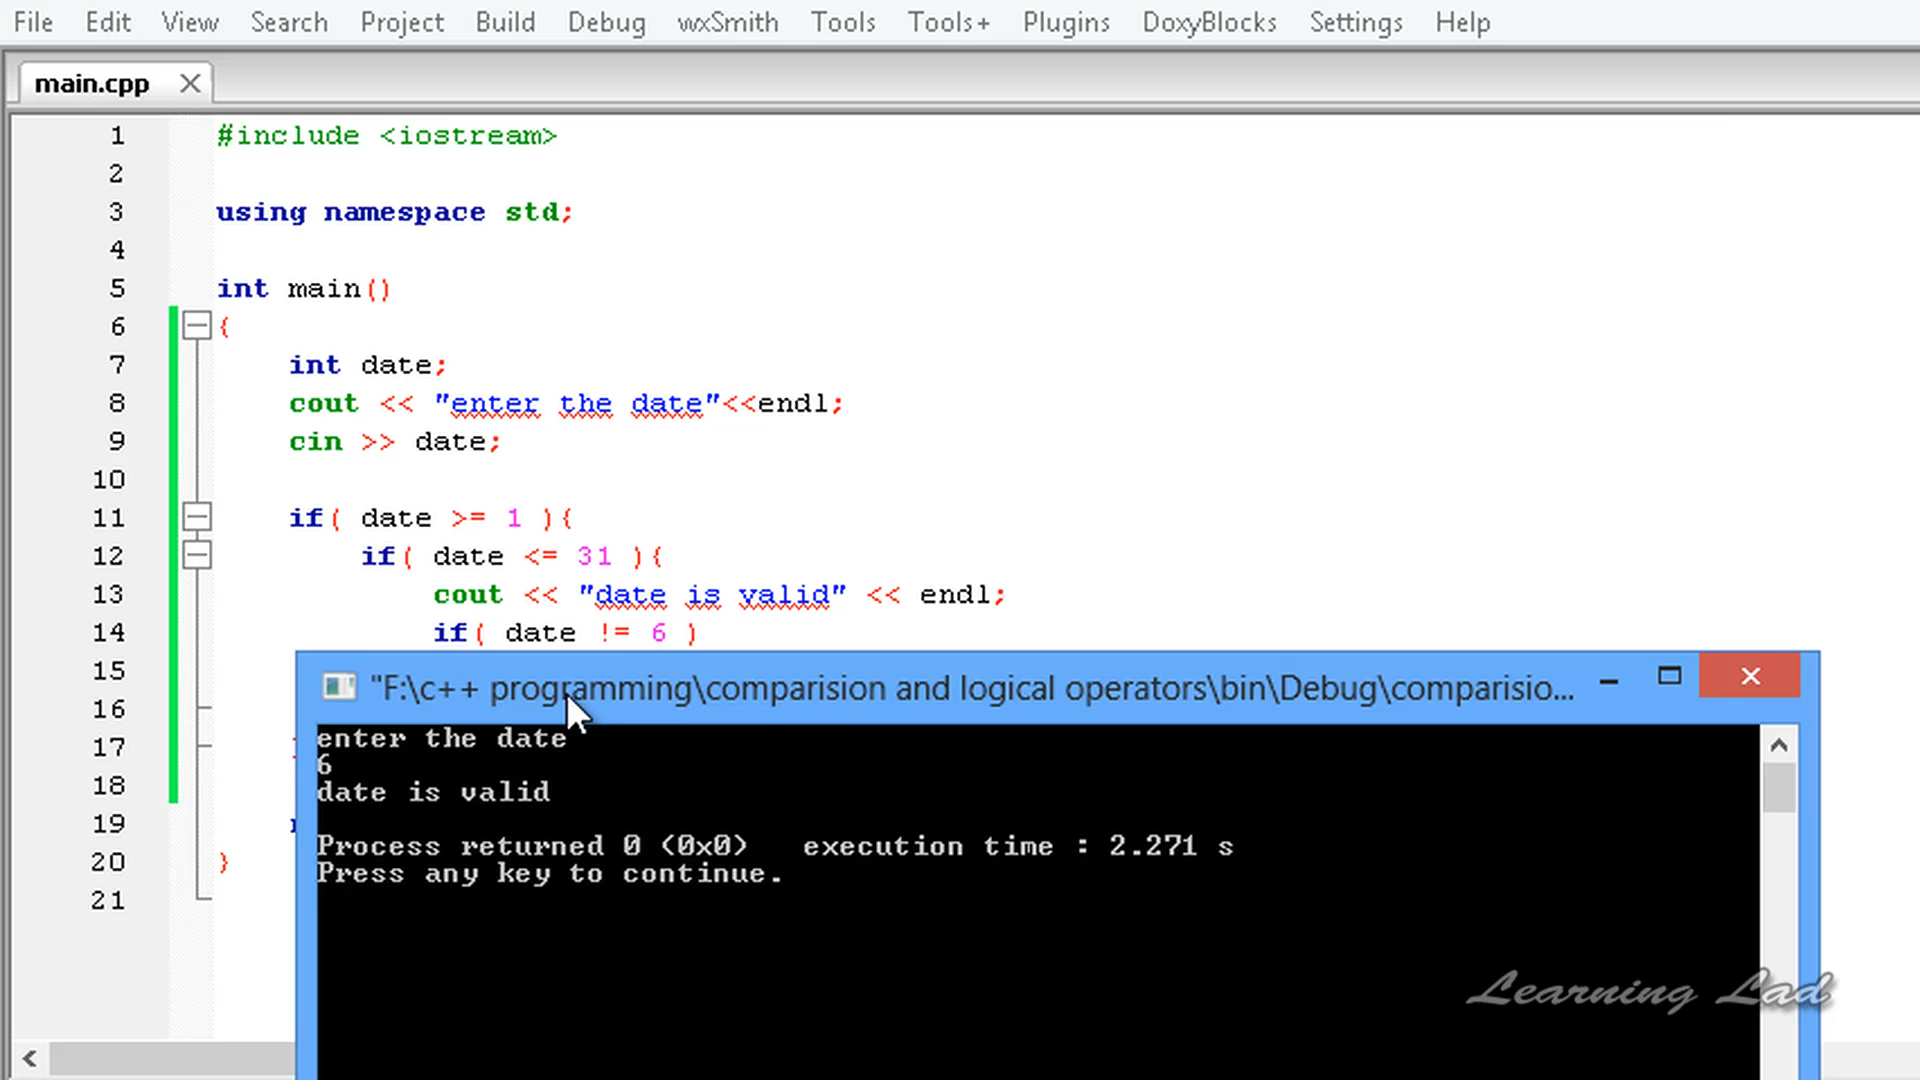 File Edit View Search Project Build Debug wxSmith Tools Tools+ Plugins DoxyBlocks Settings Help
main.cpp
1 #include <iostream>
2
3 using namespace std;
4
5 int main()
6 {
7 int date;
8 cout << "enter the date"<<endl;
9 cin >> date;
10
11 if( date >= 1 ){
12 if( date <= 31 ){
13 cout << "date is valid" << endl;
14 if( date != 6 )
15
16
17
18
19
20 }
21
"F:\c++ programming\comparision and logical operators\bin\Debug\comparisio...
enter the date
6
date is valid
Process returned 0 (0x0) execution time : 2.271 s
Press any key to continue.
Learning Lad